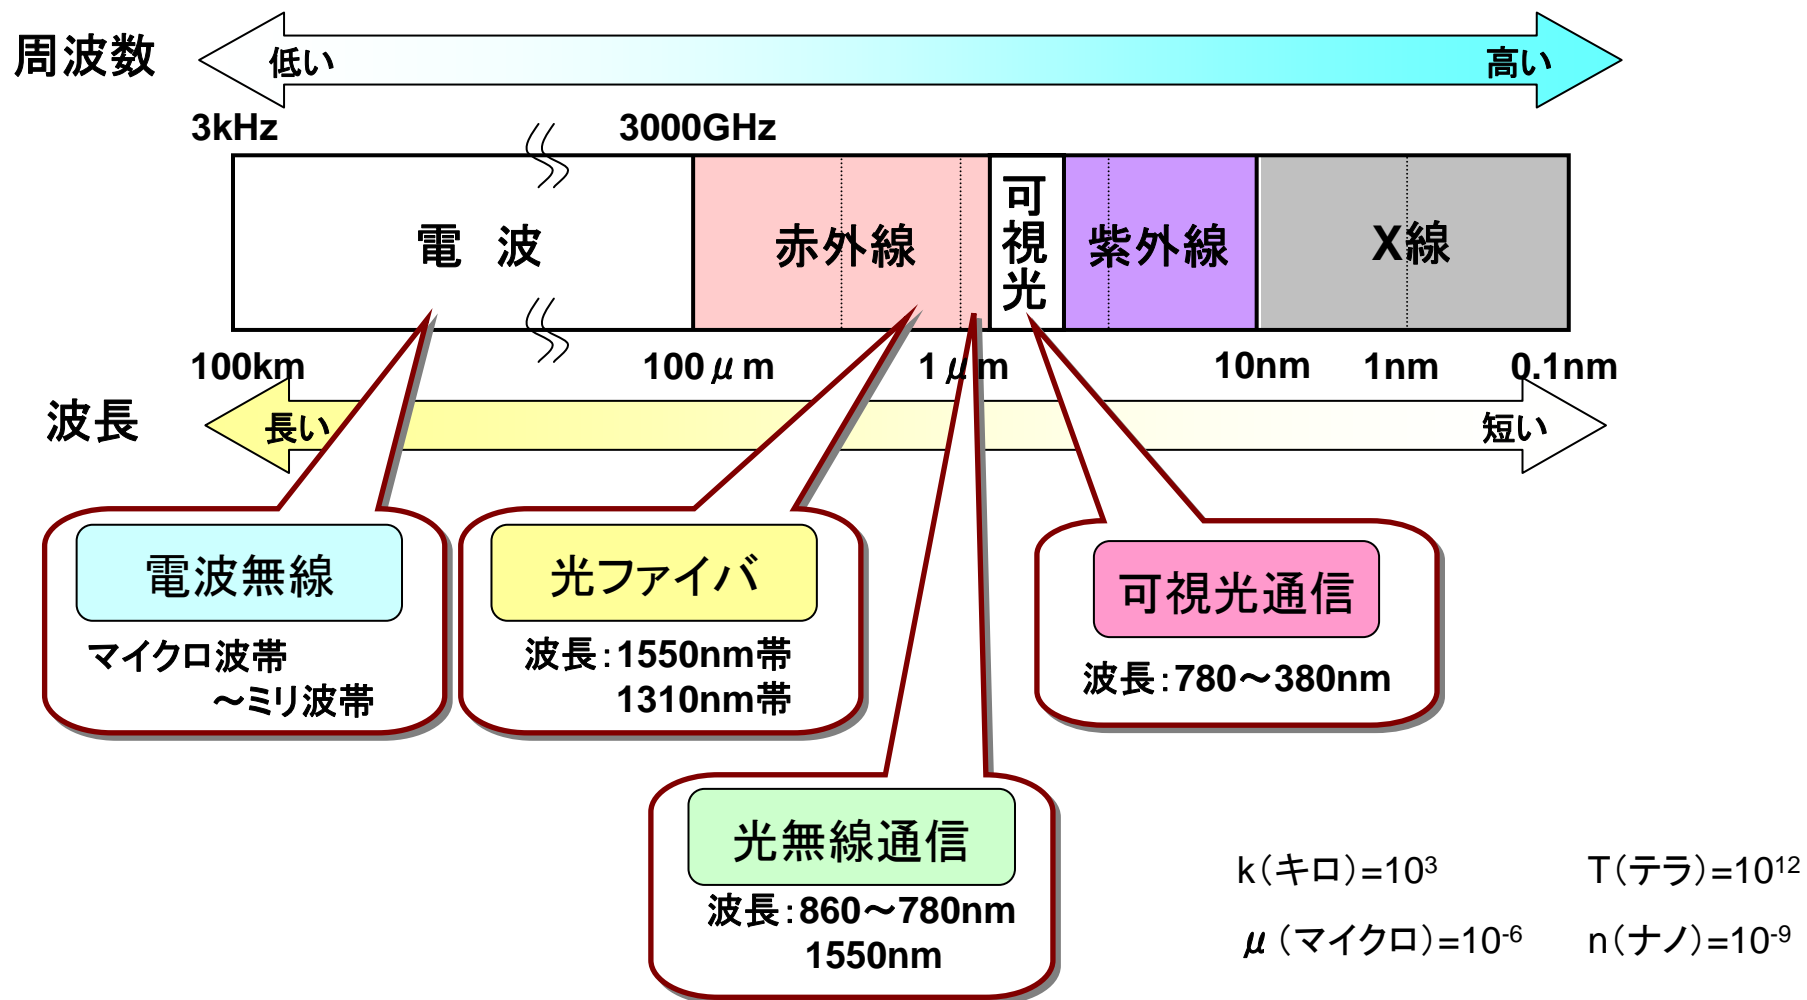 周波数
低い
高い
3kHz
3000GHz
電 波
赤外線
可視光
紫外線
X線
100km
100μm
1μm
10nm
1nm
0.1nm
波長
長い
短い
電波無線
マイクロ波帯
～ミリ波帯
光ファイバ
波長：1550nm帯
1310nm帯
可視光通信
波長：780～380nm
光無線通信
波長：860～780nm
1550nm
k（キロ）=10³
T（テラ）=10¹²
μ（マイクロ）=10⁻⁶
n（ナノ）=10⁻⁹